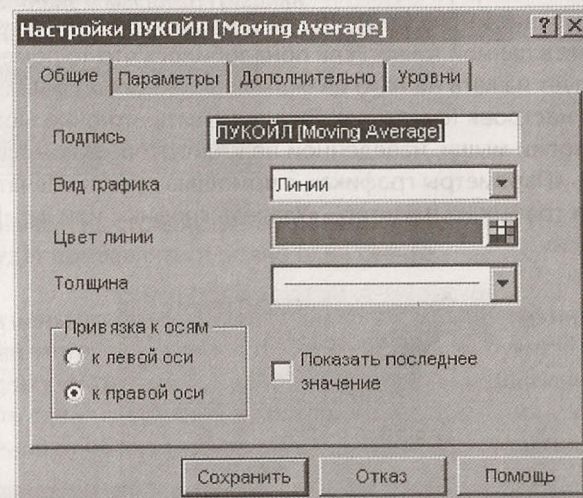 Настройки ЛУКОЙЛ [Moving Average]
Общие Параметры Дополнительно Уровни
Подпись ЛУКОЙЛ [Moving Average]
Вид графика Линии
Цвет линии
Толщина
Привязка к осям
к левой оси
к правой оси
Показать последнее
значение
Сохранить Отказ Помощь